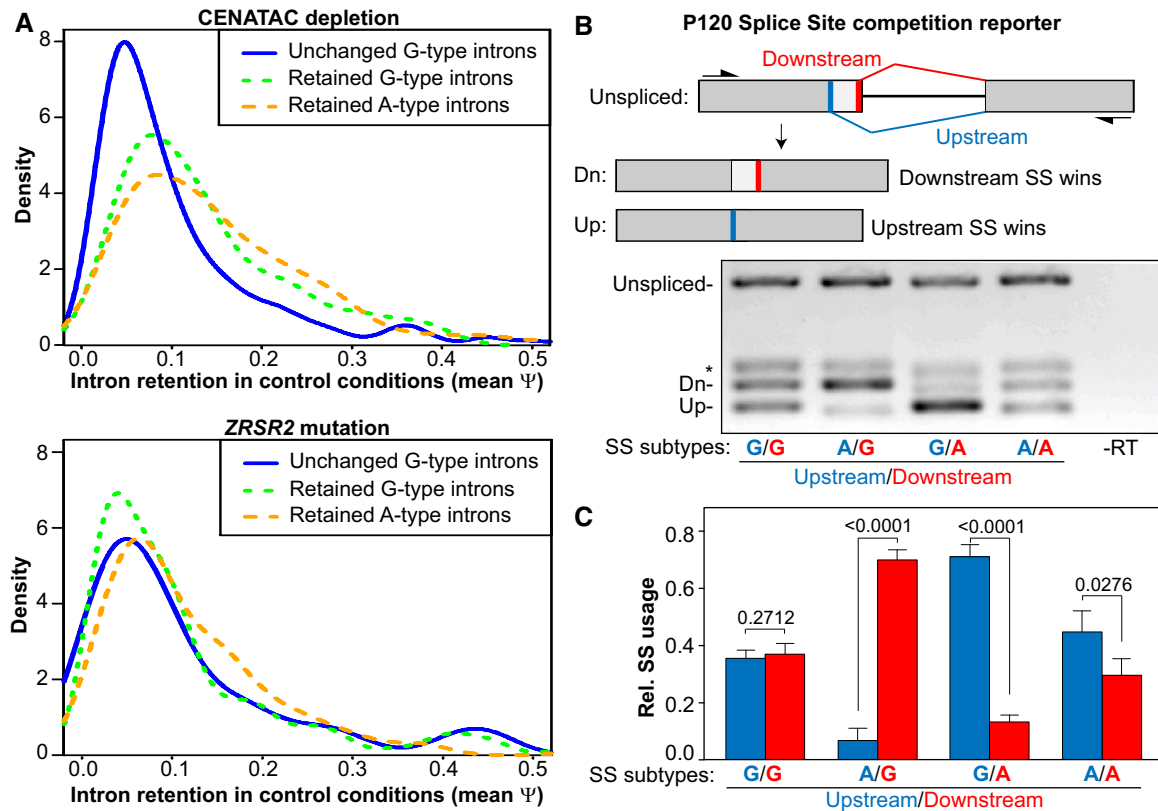 A
CENATAC depletion
Unchanged G-type introns
Retained G-type introns
Retained A-type introns
Density
8
6
4
2
0
0.0 0.1 0.2 0.3 0.4 0.5
Intron retention in control conditions (mean Ψ)
ZRSR2 mutation
Unchanged G-type introns
Retained G-type introns
Retained A-type introns
Density
8
6
4
2
0
0.0 0.1 0.2 0.3 0.4 0.5
Intron retention in control conditions (mean Ψ)
B
P120 Splice Site competition reporter
Downstream
Unspliced:
Upstream
Dn:
Downstream SS wins
Up:
Upstream SS wins
Unspliced-
*
Dn-
Up-
SS subtypes: G/G A/G G/A A/A -RT
Upstream/Downstream
C
Rel. SS usage
0.8
0.6
0.4
0.2
0.0
0.2712
<0.0001
<0.0001
0.0276
SS subtypes: G/G A/G G/A A/A
Upstream/Downstream